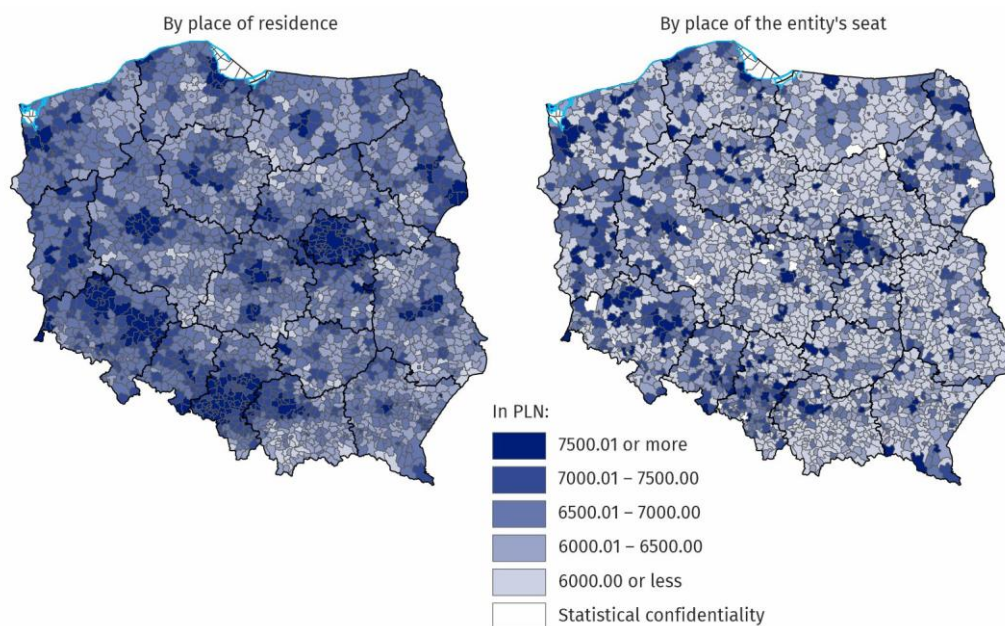 By place of residence
By place of the entity's seat
In PLN:
7500.01 or more
7000.01 – 7500.00
6500.01 – 7000.00
6000.01 – 6500.00
6000.00 or less
Statistical confidentiality